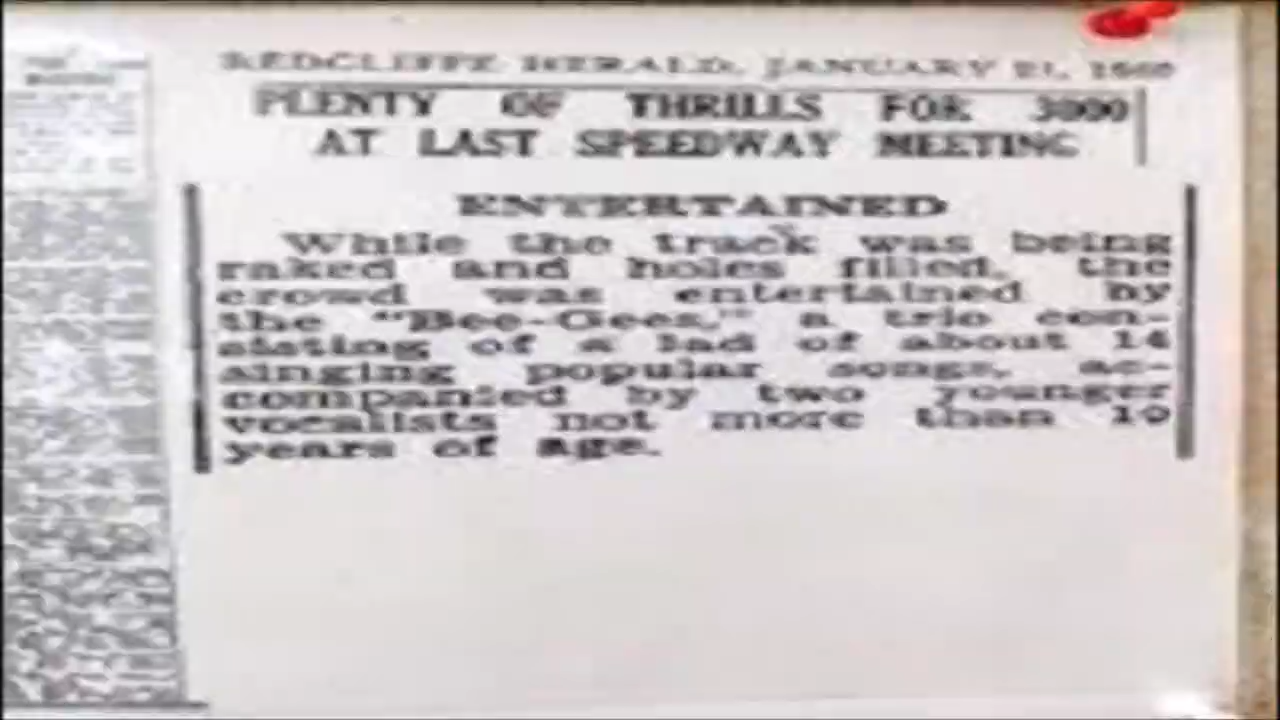 REDCLIFFE HERALD, JANUARY 21, 1960
PLENTY OF THRILLS FOR 3000
AT LAST SPEEDWAY MEETING
ENTERTAINED
While the track was being
raked and holes filled, the
crowd was entertained by
the "Bee-Gees," a trio con-
sisting of a lad of about 14
singing popular songs, ac-
companied by two younger
vocalists not more than 10
years of age.